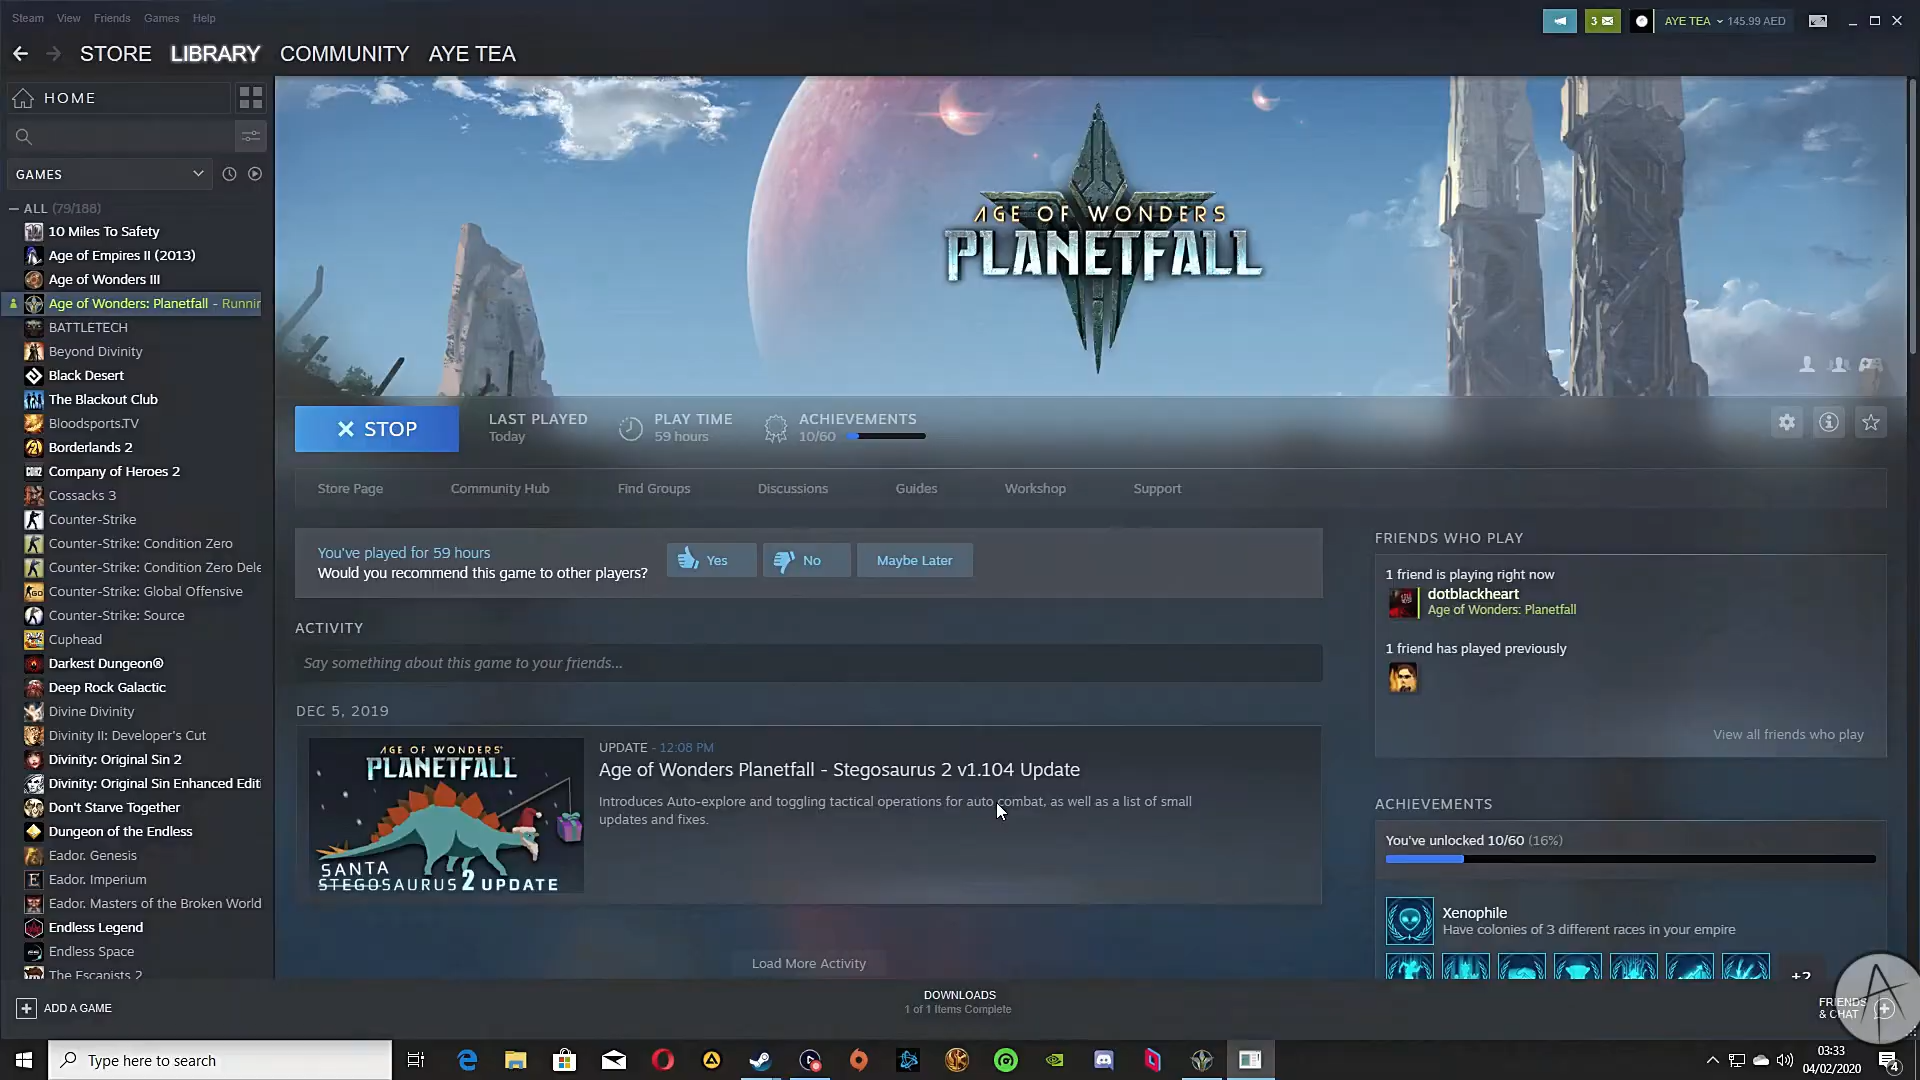 Steam View Friends Games Help
3
AYE TEA 145.99 AED
STORE LIBRARY COMMUNITY AYE TEA
HOME
GAMES
— ALL (79/188)
10 Miles To Safety
Age of Empires II (2013)
Age of Wonders III
Age of Wonders: Planetfall - Runnin
BATTLETECH
Beyond Divinity
Black Desert
The Blackout Club
Bloodsports.TV
Borderlands 2
Company of Heroes 2
Cossacks 3
Counter-Strike
Counter-Strike: Condition Zero
Counter-Strike: Condition Zero Dele
Counter-Strike: Global Offensive
Counter-Strike: Source
Cuphead
Darkest Dungeon®
Deep Rock Galactic
Divine Divinity
Divinity II: Developer's Cut
Divinity: Original Sin 2
Divinity: Original Sin Enhanced Editi
Don't Starve Together
Dungeon of the Endless
Eador. Genesis
Eador. Imperium
Eador. Masters of the Broken World
Endless Legend
Endless Space
The Escapists 2
ADD A GAME
AGE OF WONDERS
PLANETFALL
STOP
LAST PLAYED
Today
PLAY TIME
59 hours
ACHIEVEMENTS
10/60
Store Page Community Hub Find Groups Discussions Guides Workshop Support
You've played for 59 hours
Would you recommend this game to other players?
Yes No Maybe Later
ACTIVITY
Say something about this game to your friends...
DEC 5, 2019
AGE OF WONDERS
PLANETFALL
SANTA
STEGOSAURUS 2 UPDATE
UPDATE - 12:08 PM
Age of Wonders Planetfall - Stegosaurus 2 v1.104 Update
Introduces Auto-explore and toggling tactical operations for auto combat, as well as a list of small
updates and fixes.
Load More Activity
FRIENDS WHO PLAY
1 friend is playing right now
dotblackheart
Age of Wonders: Planetfall
1 friend has played previously
View all friends who play
ACHIEVEMENTS
You've unlocked 10/60 (16%)
Xenophile
Have colonies of 3 different races in your empire
+2
DOWNLOADS
1 of 1 Items Complete
FRIENDS
& CHAT
Type here to search
03:33
04/02/2020
4